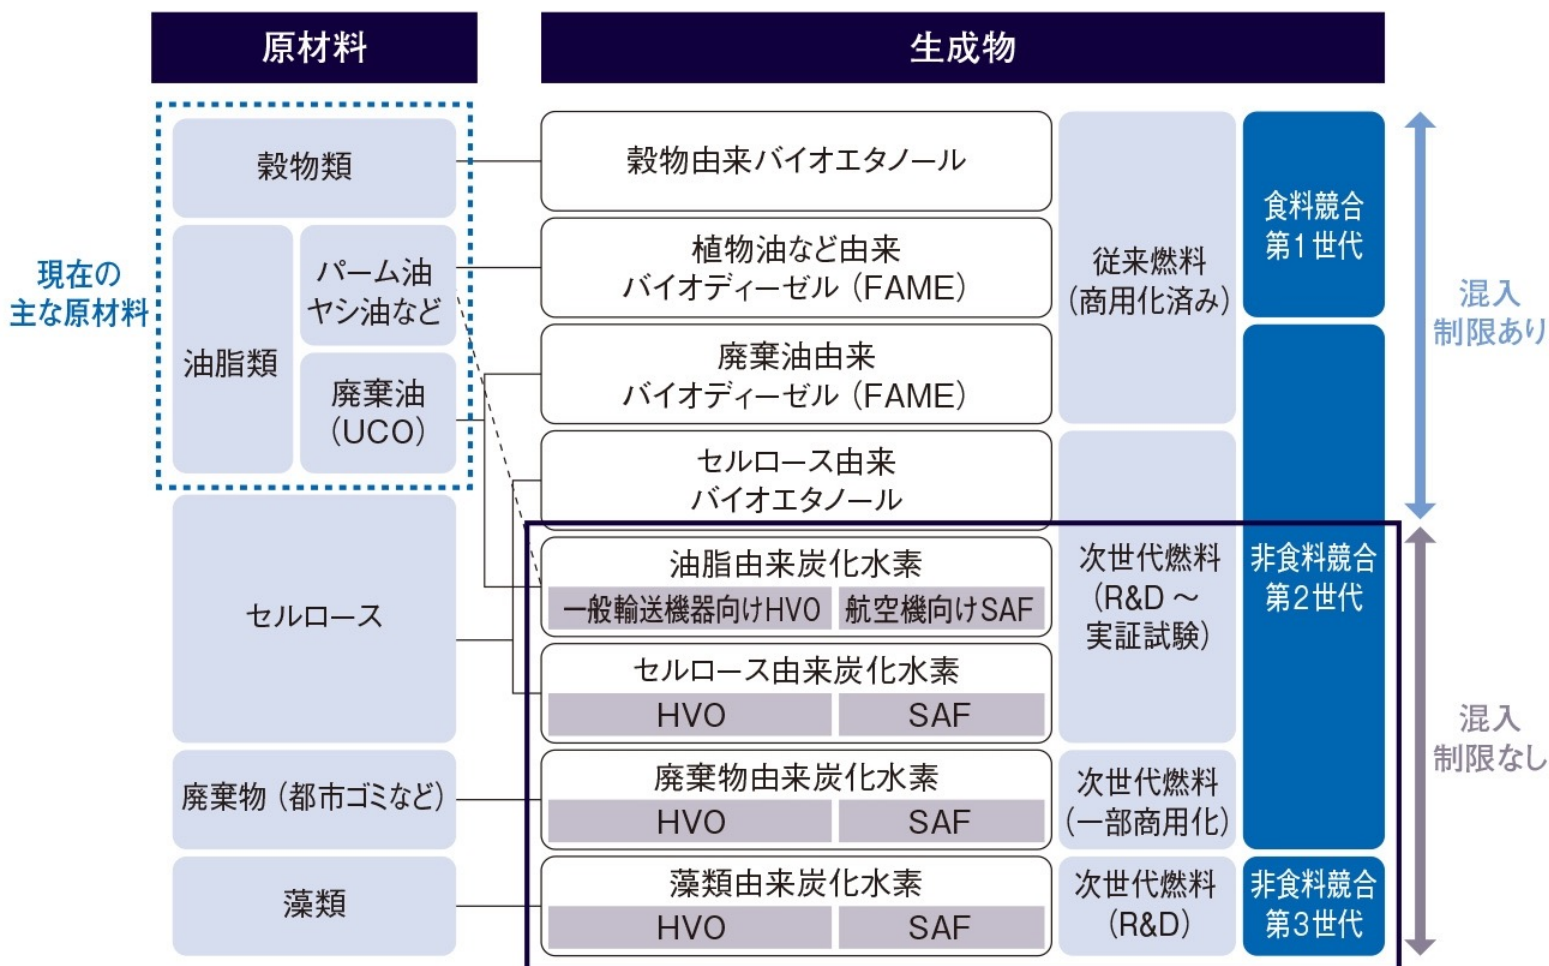 原材料
生成物
現在の
主な原材料
穀物類
油脂類
パーム油
ヤシ油など
廃棄油
(UCO)
セルロース
廃棄物(都市ゴミなど)
藻類
穀物由来バイオエタノール
植物油など由来
バイオディーゼル(FAME)
廃棄油由来
バイオディーゼル(FAME)
セルロース由来
バイオエタノール
油脂由来炭化水素
一般輸送機器向けHVO
航空機向けSAF
セルロース由来炭化水素
HVO
SAF
廃棄物由来炭化水素
HVO
SAF
藻類由来炭化水素
HVO
SAF
従来燃料
(商用化済み)
次世代燃料
(R&D~
実証試験)
次世代燃料
(一部商用化)
次世代燃料
(R&D)
食料競合
第1世代
非食料競合
第2世代
非食料競合
第3世代
混入
制限あり
混入
制限なし